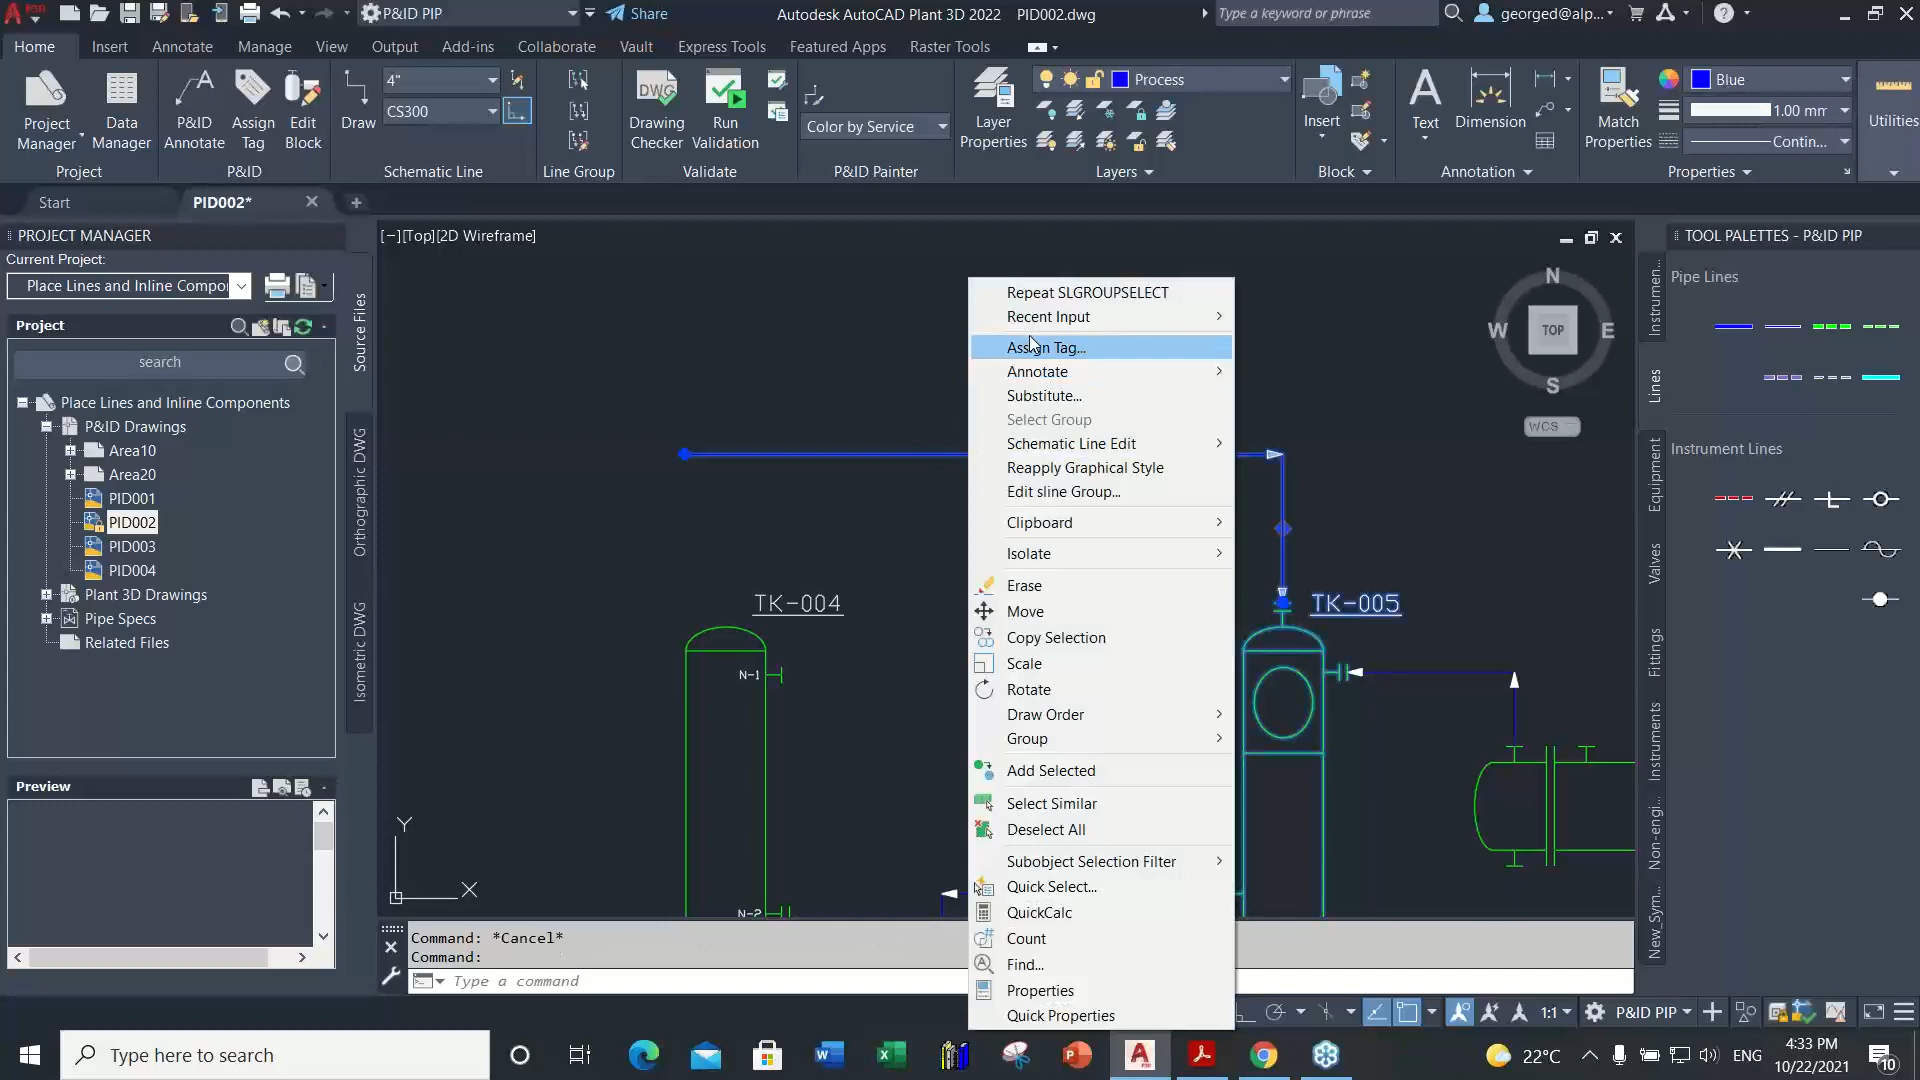 P&ID PIP
Share
Autodesk AutoCAD Plant 3D 2022 PID002.dwg
Type a keyword or phrase
georged@alp...
Home Insert Annotate Manage View Output Add-ins Collaborate Vault Express Tools Featured Apps Raster Tools
Project Manager
Data Manager
Project
P&ID Annotate
Assign Tag
Edit Block
P&ID
Draw
4"
CS300
Schematic Line
Line Group
DWG
Drawing Checker
Run Validation
Validate
Color by Service
P&ID Painter
Layer Properties
Process
Layers
Insert
Block
Text
Dimension
Annotation
Match Properties
Blue
1.00 mm
Contin...
Properties
Utilities
Start
PID002*
PROJECT MANAGER
Current Project:
Place Lines and Inline Compo
Project
search
Place Lines and Inline Components
P&ID Drawings
Area10
Area20
PID001
PID002
PID003
PID004
Plant 3D Drawings
Pipe Specs
Related Files
Preview
Source Files
Orthographic DWG
Isometric DWG
[−][Top][2D Wireframe]
Repeat SLGROUPSELECT
Recent Input
Assign Tag...
Annotate
Substitute...
Select Group
Schematic Line Edit
Reapply Graphical Style
Edit sline Group...
Clipboard
Isolate
Erase
Move
Copy Selection
Scale
Rotate
Draw Order
Group
Add Selected
Select Similar
Deselect All
Subobject Selection Filter
Quick Select...
QuickCalc
Count
Find...
Properties
Quick Properties
TK-004
N-1
N-2
TK-005
Y
X
N
W TOP E
S
WCS
TOOL PALETTES - P&ID PIP
Pipe Lines
Instrument Lines
Instrumen...
Lines
Equipment
Valves
Fittings
Instruments
Non-engi...
New_Sym...
Command: *Cancel*
Command:
Type a command
1:1
P&ID PIP
Type here to search
22°C
ENG
4:33 PM
10/22/2021
10